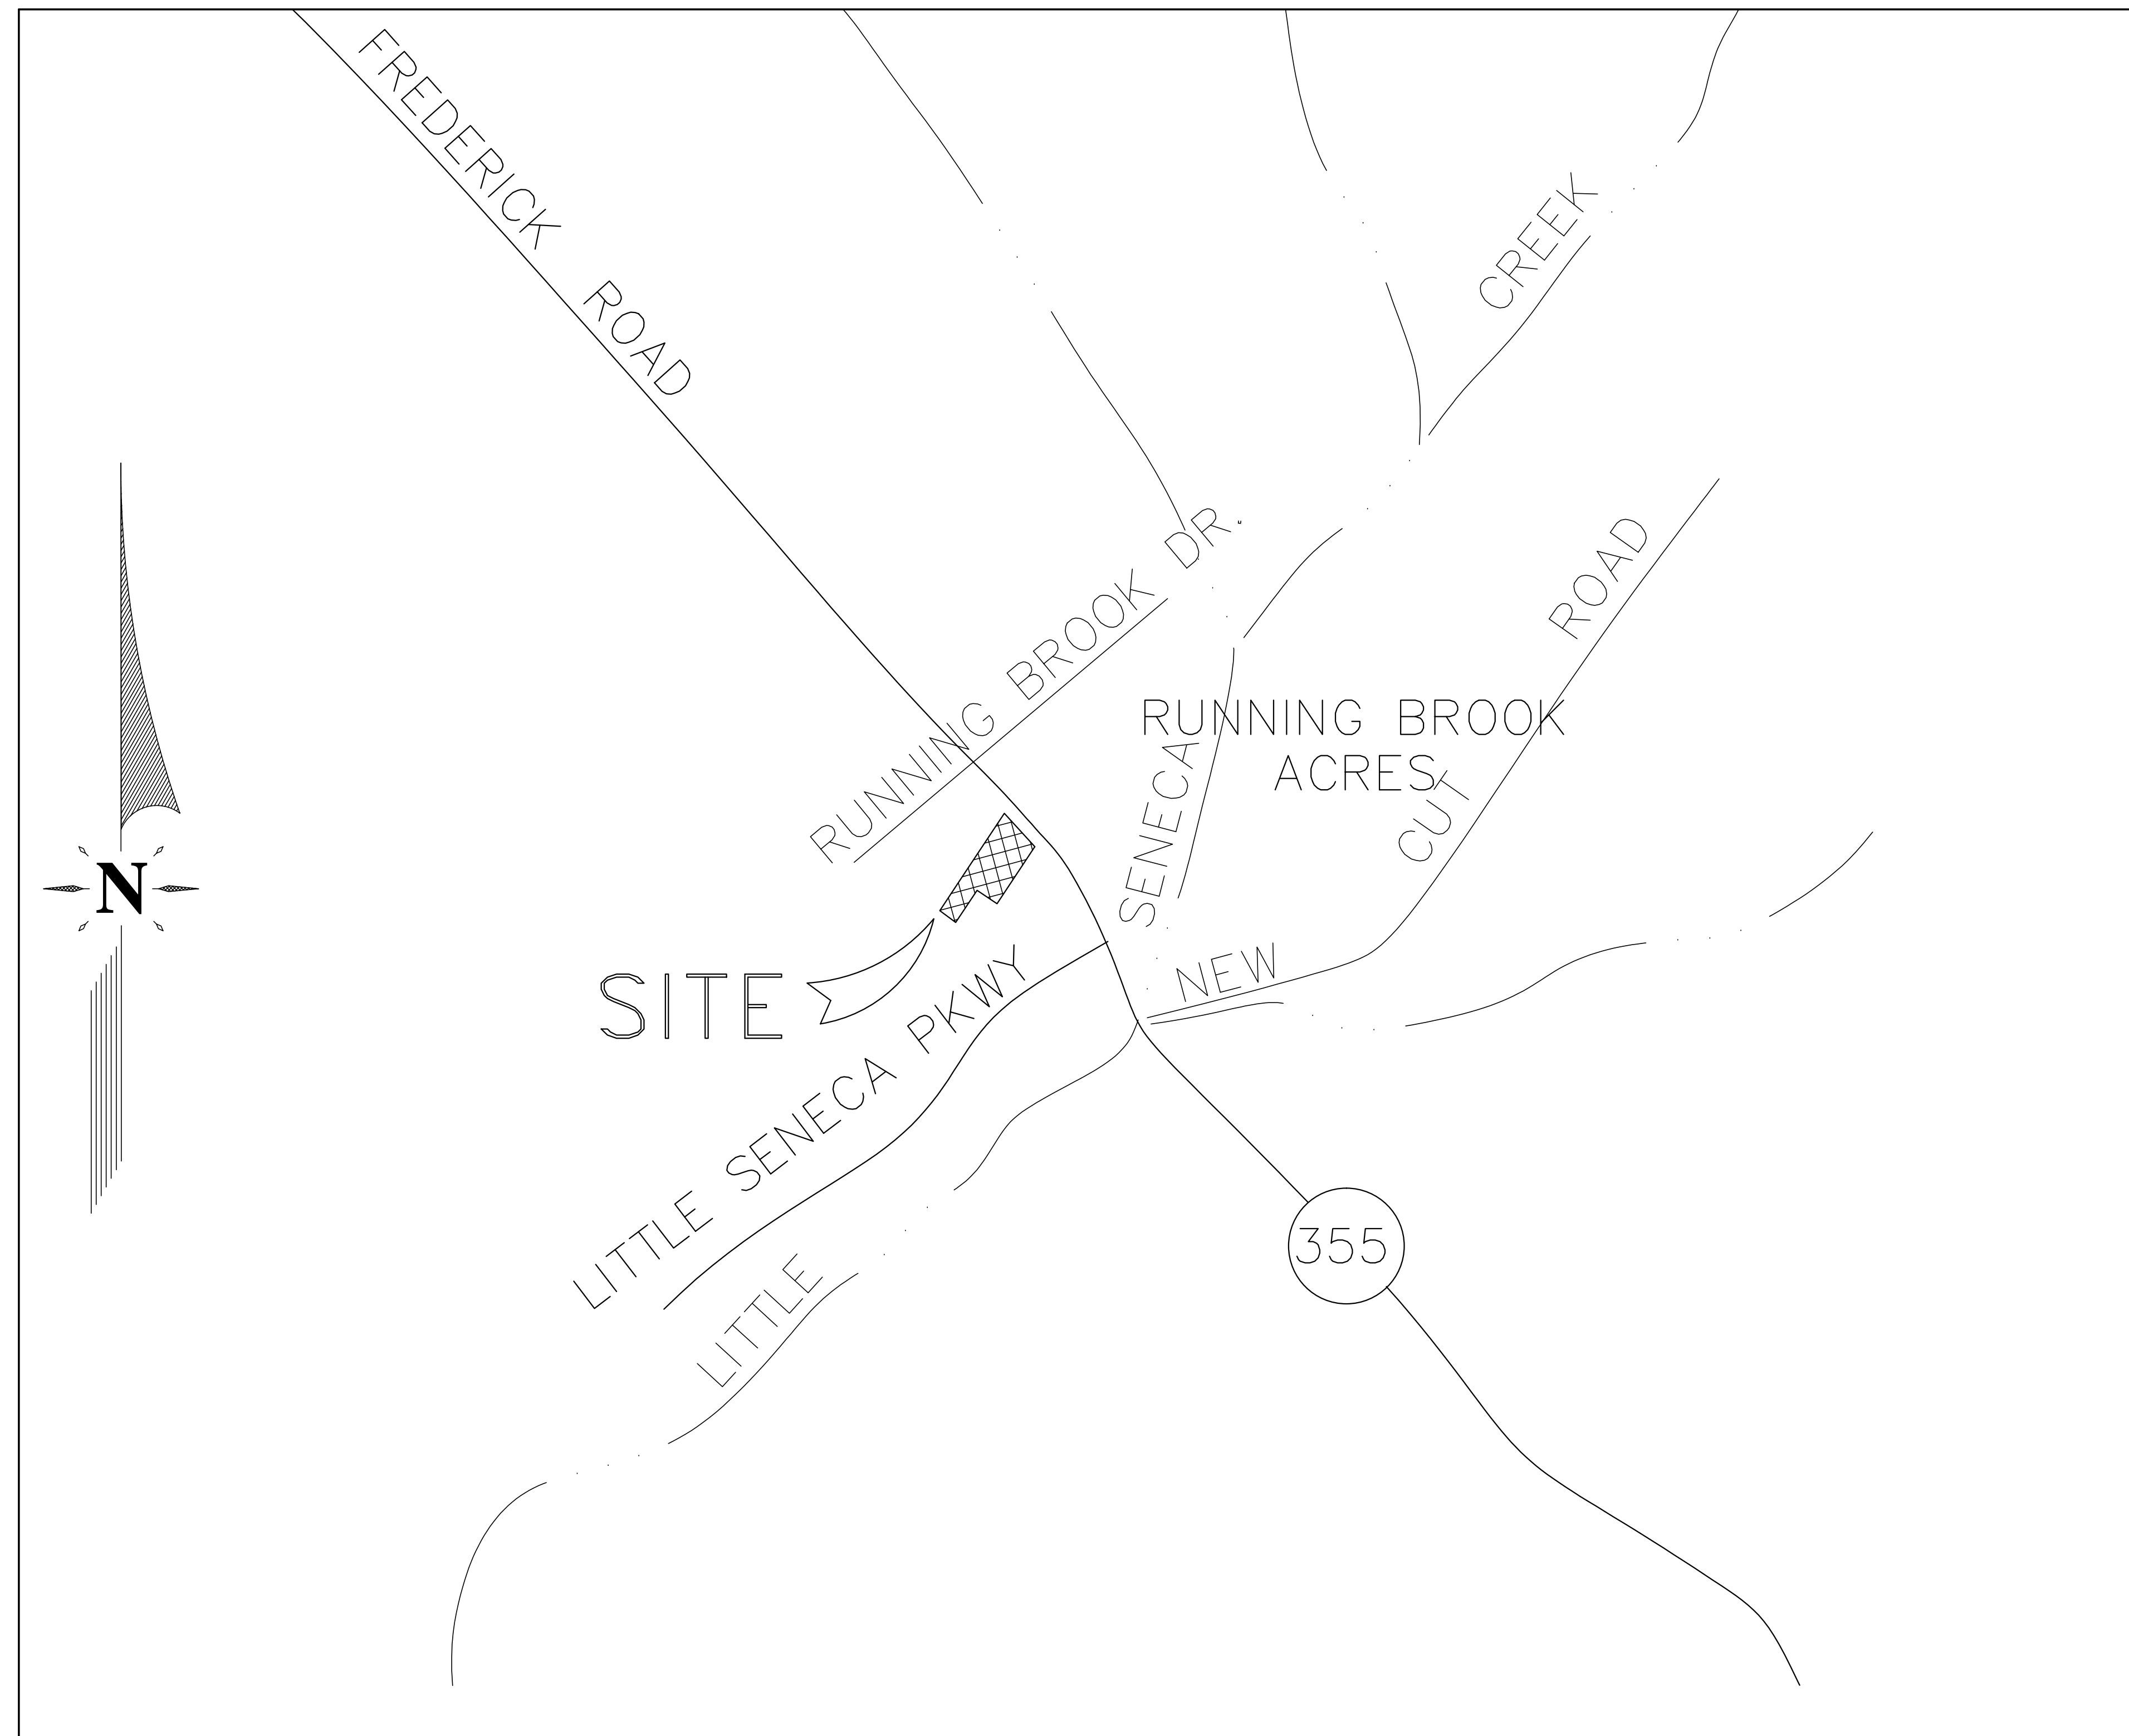 FREDERICK ROAD
CREEK
RUNNING BROOK DR.
ROAD
RUNNING BROOK
ACRES
SENECA
CUT
N
NEW
SITE
LITTLE SENECA PKWY
LITTLE
355